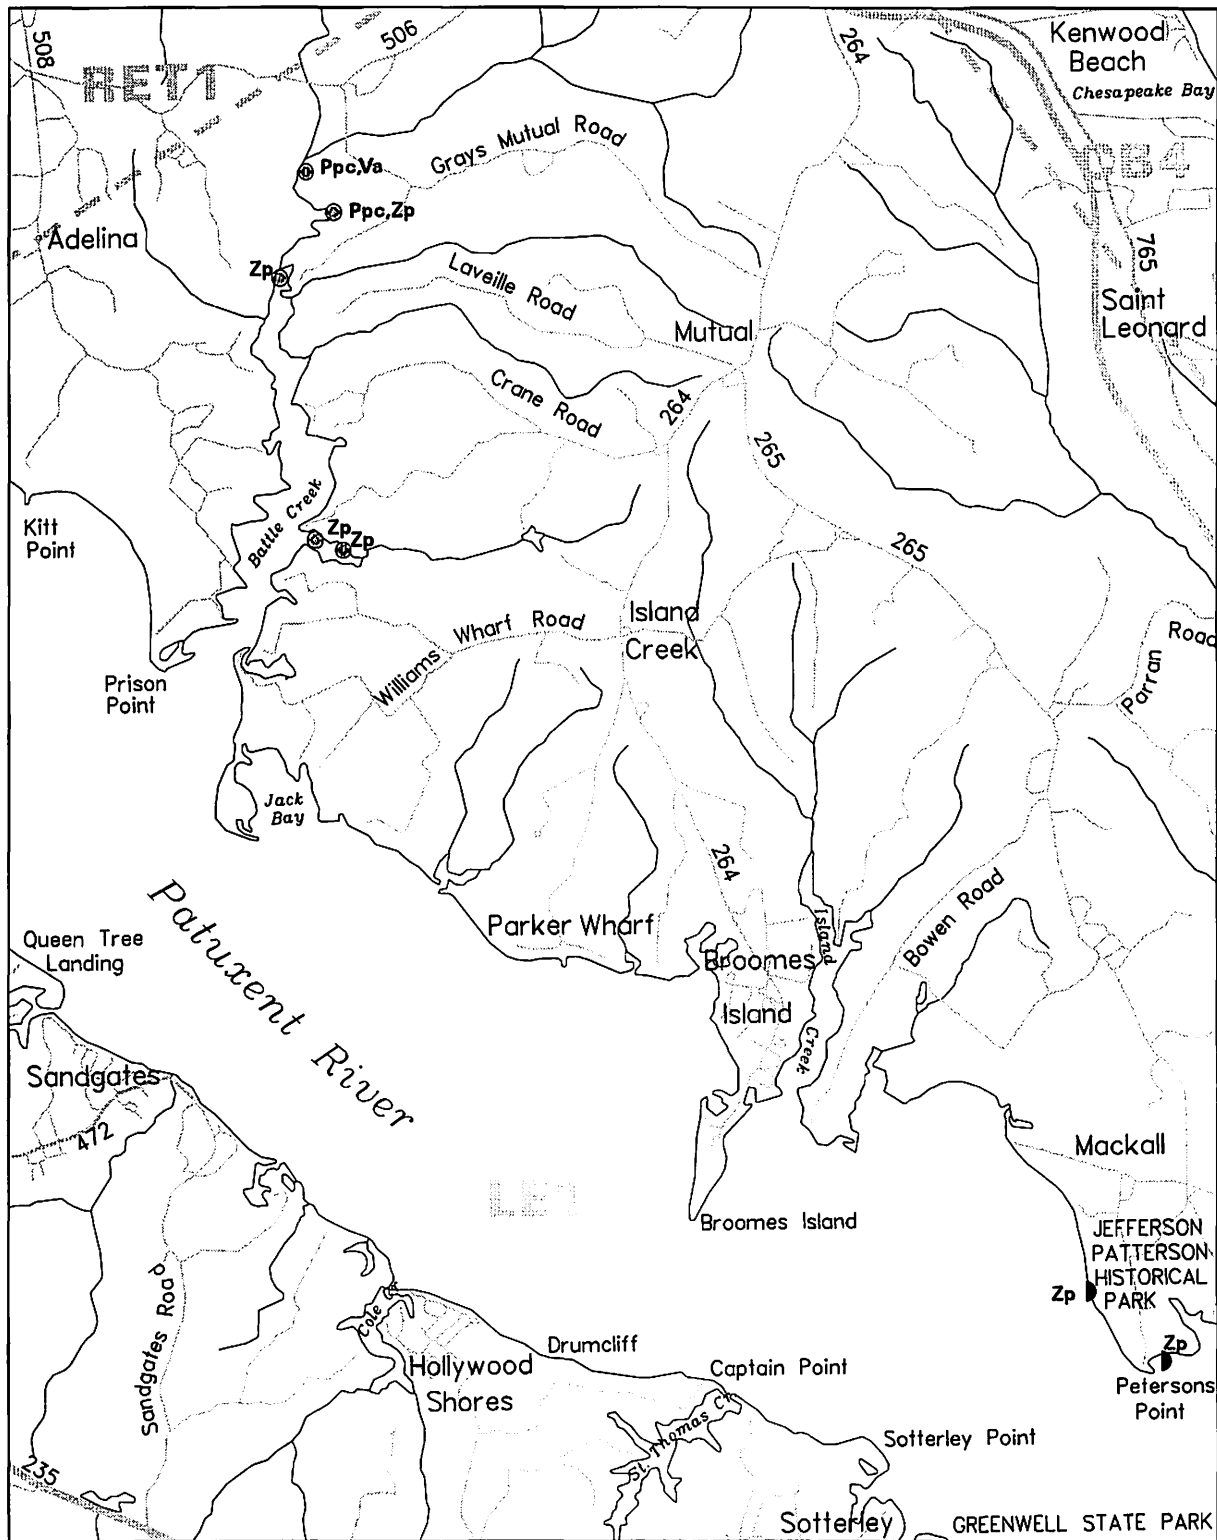 508
506
264
Kenwood
Beach
Chesapeake Bay
RET1
CB4
Grays Mutual Road
Ppc,Va
Ppc,Zp
Adelina
Zp
765
Laveille Road
Saint
Leonard
Mutual
Crane Road
264
265
Battle Creek
Kitt
Point
Zp
Zp
265
Island
Creek
Williams Wharf Road
Parran Road
Prison
Point
Jack
Bay
264
Patuxent River
Parker Wharf
Bowen Road
Island Creek
Queen Tree
Landing
Broomes
Island
Sandgates
472
Mackall
LE1
Broomes Island
JEFFERSON
PATTERSON
HISTORICAL
PARK
Zp
Sandgates Road
Cole
Drumcliff
Zp
Hollywood
Shores
Captain Point
Petersons
Point
St. Thomas Cr.
Sotterley Point
235
Sotterley
GREENWELL STATE PARK